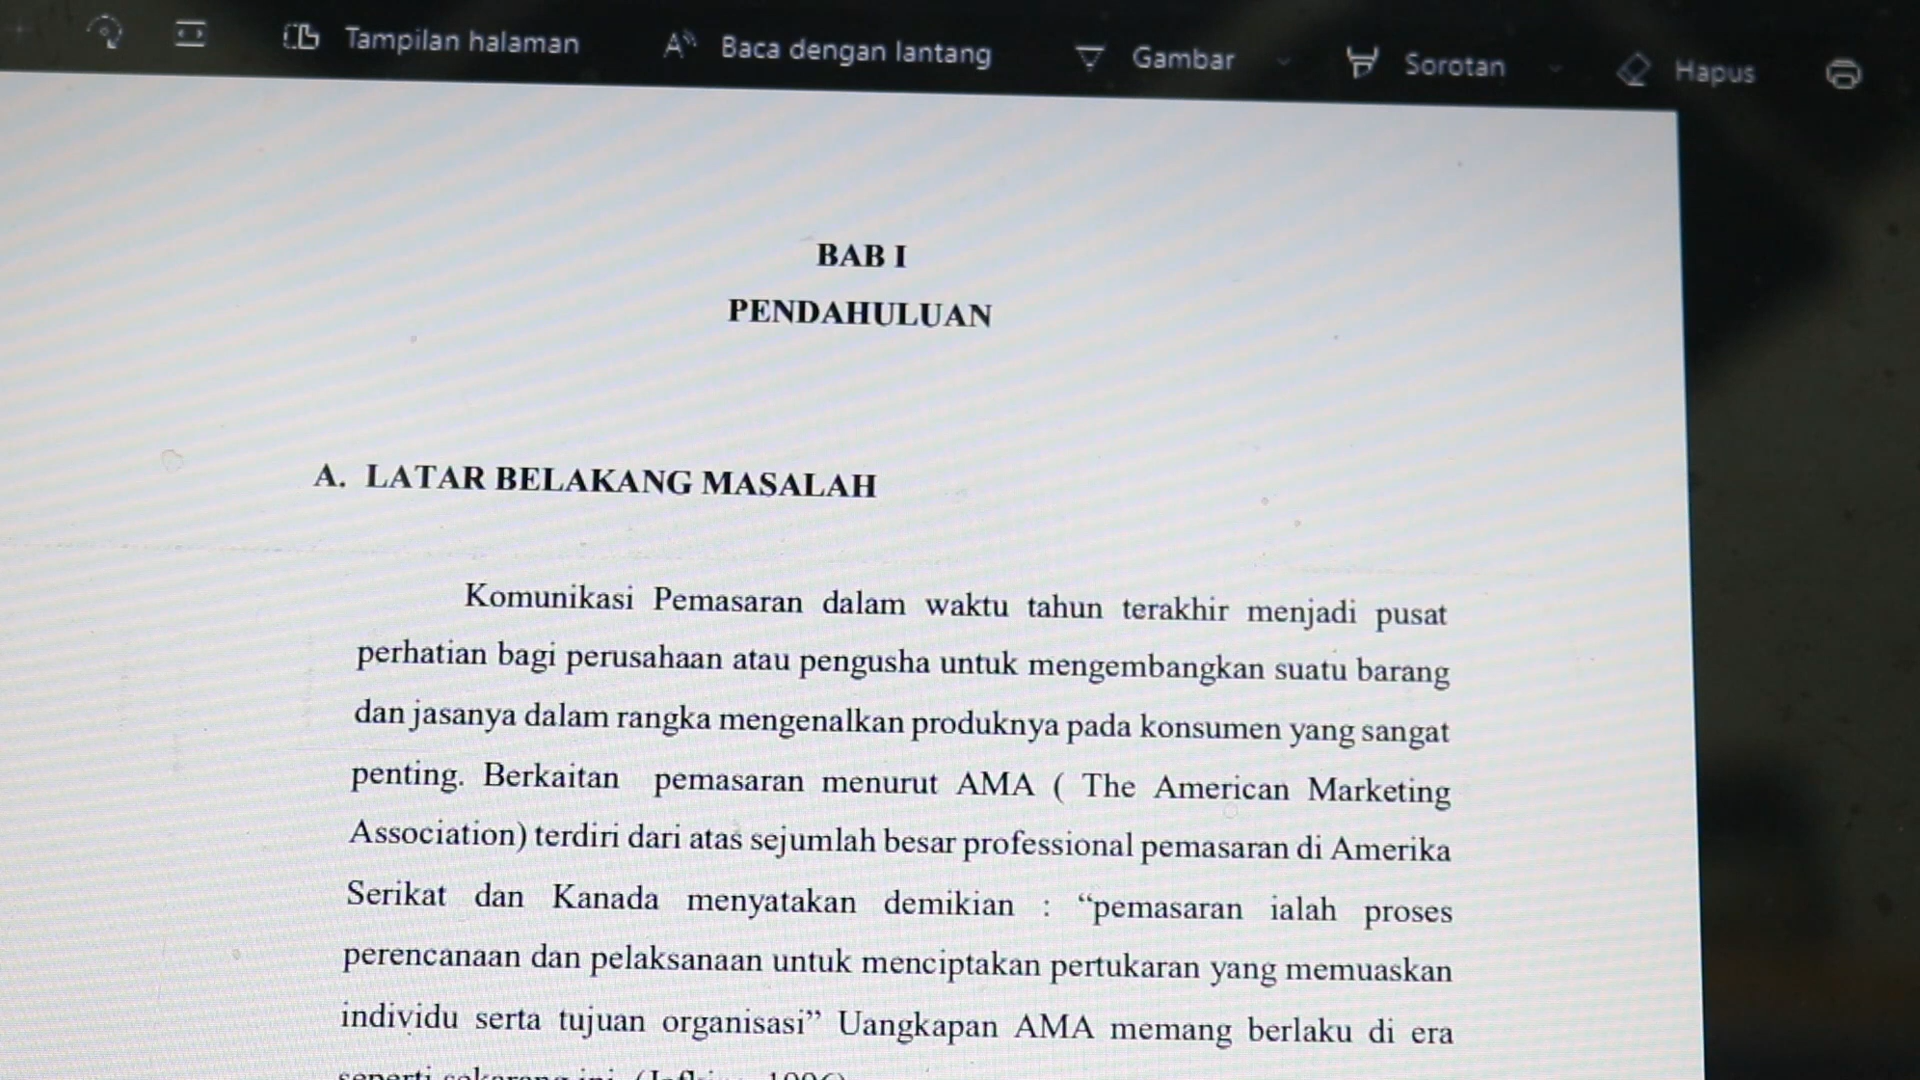 Tampilan halaman Baca dengan lantang Gambar Sorotan Hapus
BAB I
PENDAHULUAN
A. LATAR BELAKANG MASALAH
Komunikasi Pemasaran dalam waktu tahun terakhir menjadi pusat
perhatian bagi perusahaan atau pengusha untuk mengembangkan suatu barang
dan jasanya dalam rangka mengenalkan produknya pada konsumen yang sangat
penting. Berkaitan pemasaran menurut AMA ( The American Marketing
Association) terdiri dari atas sejumlah besar professional pemasaran di Amerika
Serikat dan Kanada menyatakan demikian : “pemasaran ialah proses
perencanaan dan pelaksanaan untuk menciptakan pertukaran yang memuaskan
individu serta tujuan organisasi” Uangkapan AMA memang berlaku di era
seperti sekarang ini